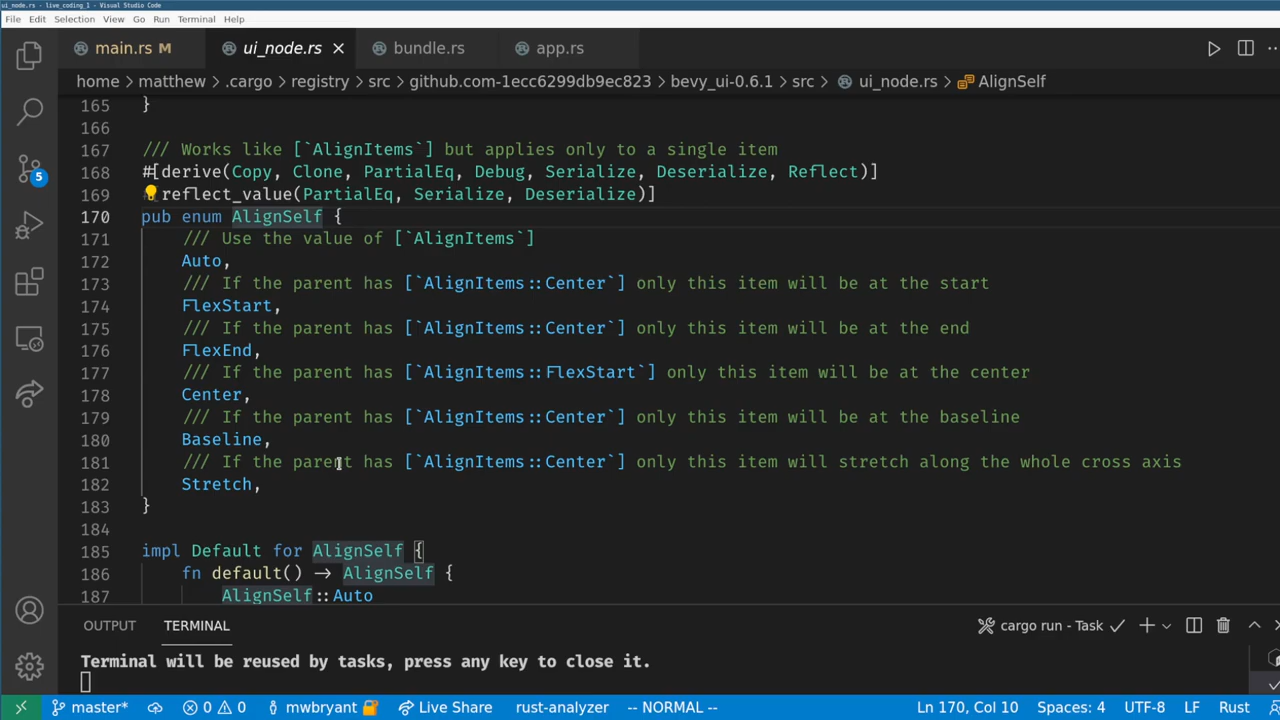 ui_node.rs - live_coding_1 - Visual Studio Code
File Edit Selection View Go Run Terminal Help
main.rs M ui_node.rs bundle.rs app.rs
home > matthew > .cargo > registry > src > github.com-1ecc6299db9ec823 > bevy_ui-0.6.1 > src > ui_node.rs > AlignSelf
165 }
166
167 /// Works like [`AlignItems`] but applies only to a single item
168 #[derive(Copy, Clone, PartialEq, Debug, Serialize, Deserialize, Reflect)]
169 reflect_value(PartialEq, Serialize, Deserialize)]
170 pub enum AlignSelf {
171 /// Use the value of [`AlignItems`]
172 Auto,
173 /// If the parent has [`AlignItems::Center`] only this item will be at the start
174 FlexStart,
175 /// If the parent has [`AlignItems::Center`] only this item will be at the end
176 FlexEnd,
177 /// If the parent has [`AlignItems::FlexStart`] only this item will be at the center
178 Center,
179 /// If the parent has [`AlignItems::Center`] only this item will be at the baseline
180 Baseline,
181 /// If the parent has [`AlignItems::Center`] only this item will stretch along the whole cross axis
182 Stretch,
183 }
184
185 impl Default for AlignSelf {
186 fn default() -> AlignSelf {
187 AlignSelf::Auto
5
OUTPUT TERMINAL cargo run - Task
Terminal will be reused by tasks, press any key to close it.
master* 0 0 mwbryant Live Share rust-analyzer -- NORMAL -- Ln 170, Col 10 Spaces: 4 UTF-8 LF Rust